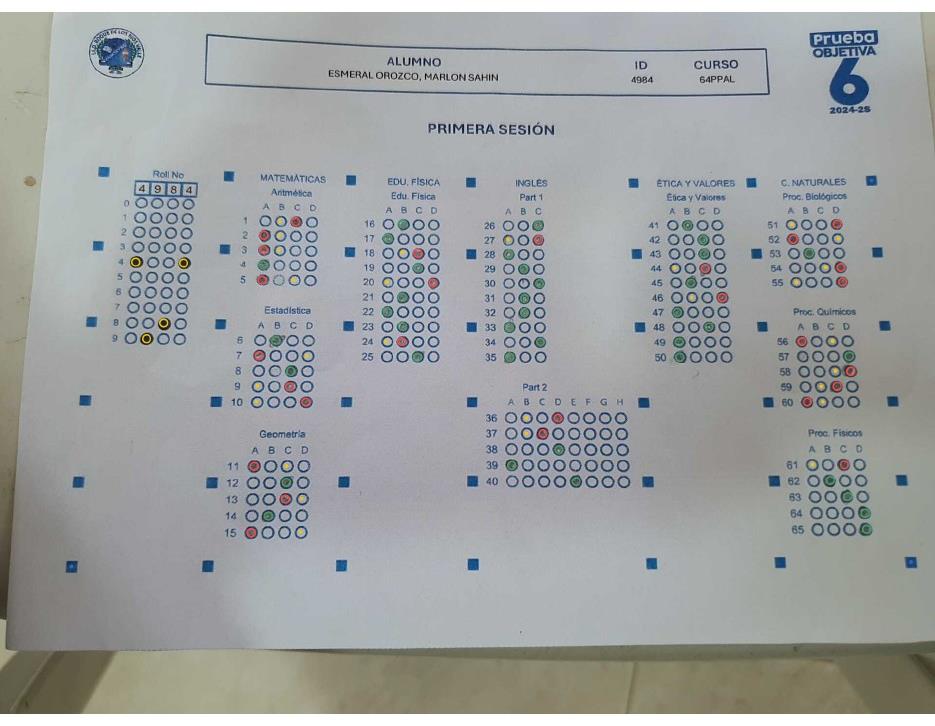 ALUMNO ID CURSO
ESMERAL OROZCO, MARLON SAHIN 4984 64PPAL
Prueba
OBJETIVA
6
2024-2S
PRIMERA SESIÓN
Roll No
4 9 8 4
0
1
2
3
4
5
6
7
8
9
MATEMÁTICAS
Aritmética
A B C D
1
2
3
4
5
Estadística
A B C D
6
7
8
9
10
Geometría
A B C D
11
12
13
14
15
EDU. FÍSICA
Edu. Física
A B C D
16
17
18
19
20
21
22
23
24
25
INGLÉS
Part 1
A B C
26
27
28
29
30
31
32
33
34
35
Part 2
A B C D E F G H
36
37
38
39
40
ÉTICA Y VALORES
Ética y Valores
A B C D
41
42
43
44
45
46
47
48
49
50
C. NATURALES
Proc. Biológicos
A B C D
51
52
53
54
55
Proc. Químicos
A B C D
56
57
58
59
60
Proc. Físicos
A B C D
61
62
63
64
65